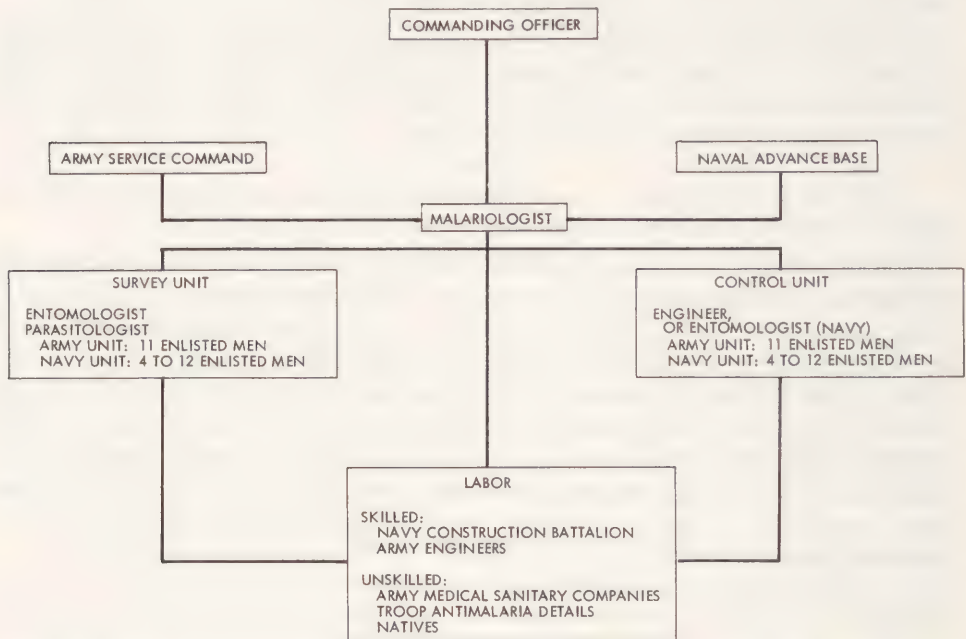 COMMANDING OFFICER
ARMY SERVICE COMMAND
NAVAL ADVANCE BASE
MALARIOLOGIST
SURVEY UNIT
ENTOMOLOGIST
PARASITOLOGIST
ARMY UNIT: 11 ENLISTED MEN
NAVY UNIT: 4 TO 12 ENLISTED MEN
CONTROL UNIT
ENGINEER,
OR ENTOMOLOGIST (NAVY)
ARMY UNIT: 11 ENLISTED MEN
NAVY UNIT: 4 TO 12 ENLISTED MEN
LABOR
SKILLED:
NAVY CONSTRUCTION BATTALION
ARMY ENGINEERS
UNSKILLED:
ARMY MEDICAL SANITARY COMPANIES
TROOP ANTIMALARIA DETAILS
NATIVES